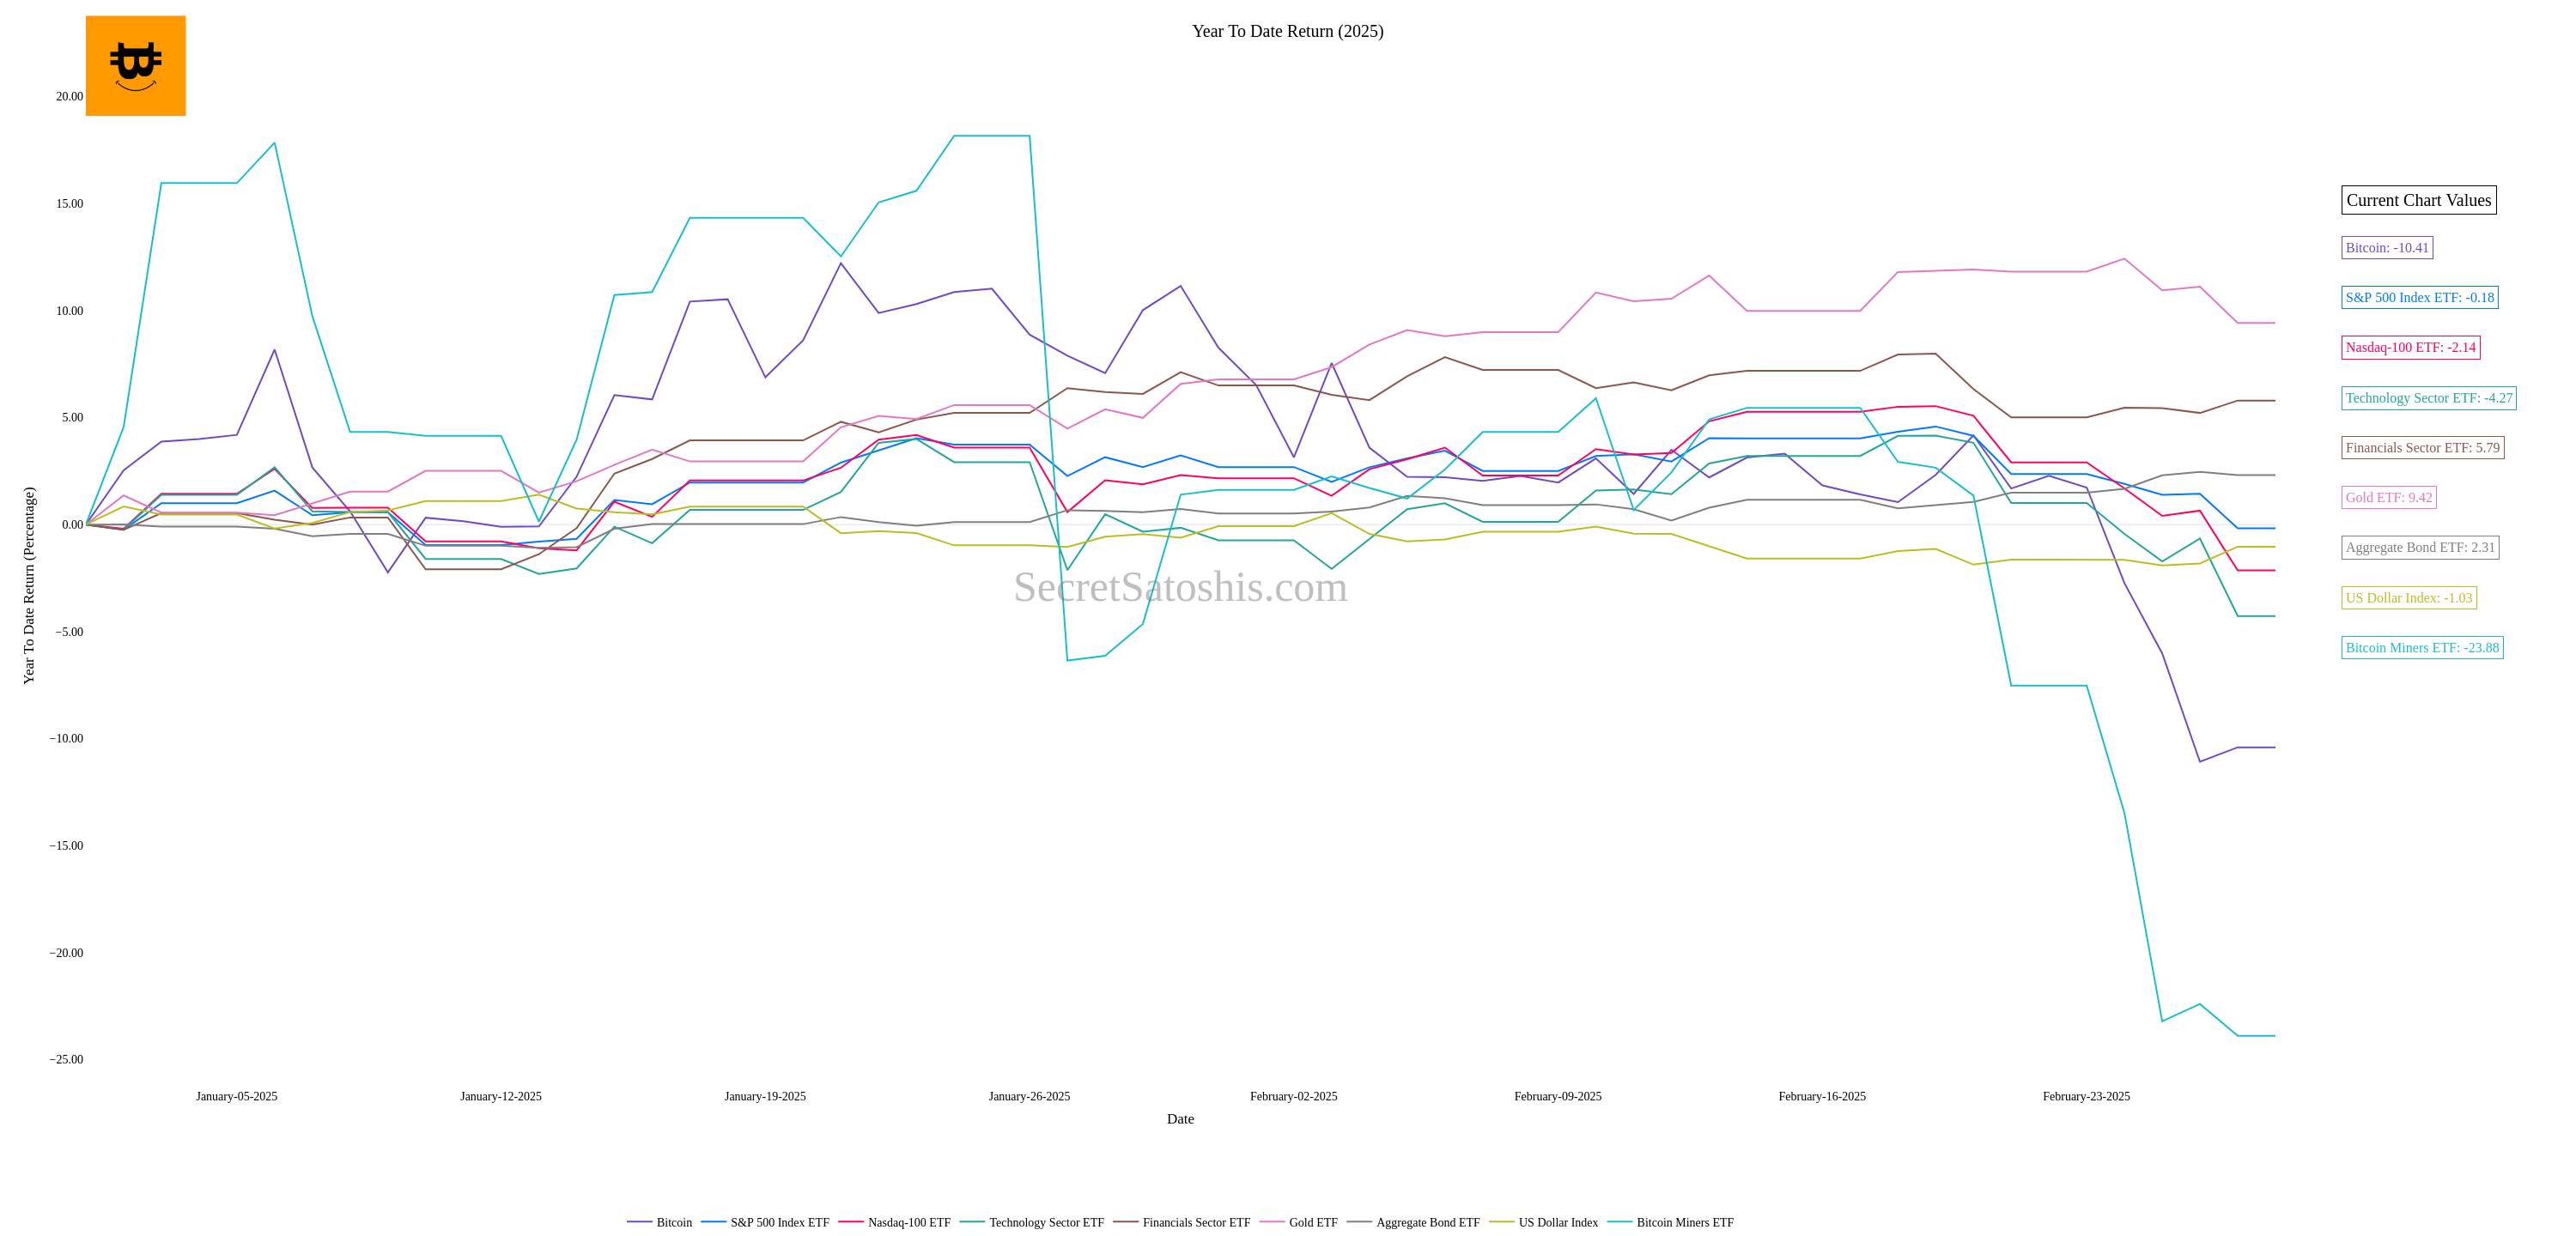 Year To Date Return (2025)
20.00
15.00
10.00
5.00
0.00
−5.00
−10.00
−15.00
−20.00
−25.00
Year To Date Return (Percentage)
SecretSatoshis.com
Current Chart Values
Bitcoin: -10.41
S&P 500 Index ETF: -0.18
Nasdaq-100 ETF: -2.14
Technology Sector ETF: -4.27
Financials Sector ETF: 5.79
Gold ETF: 9.42
Aggregate Bond ETF: 2.31
US Dollar Index: -1.03
Bitcoin Miners ETF: -23.88
January-05-2025 January-12-2025 January-19-2025 January-26-2025 February-02-2025 February-09-2025 February-16-2025 February-23-2025
Date
Bitcoin S&P 500 Index ETF Nasdaq-100 ETF Technology Sector ETF Financials Sector ETF Gold ETF Aggregate Bond ETF US Dollar Index Bitcoin Miners ETF